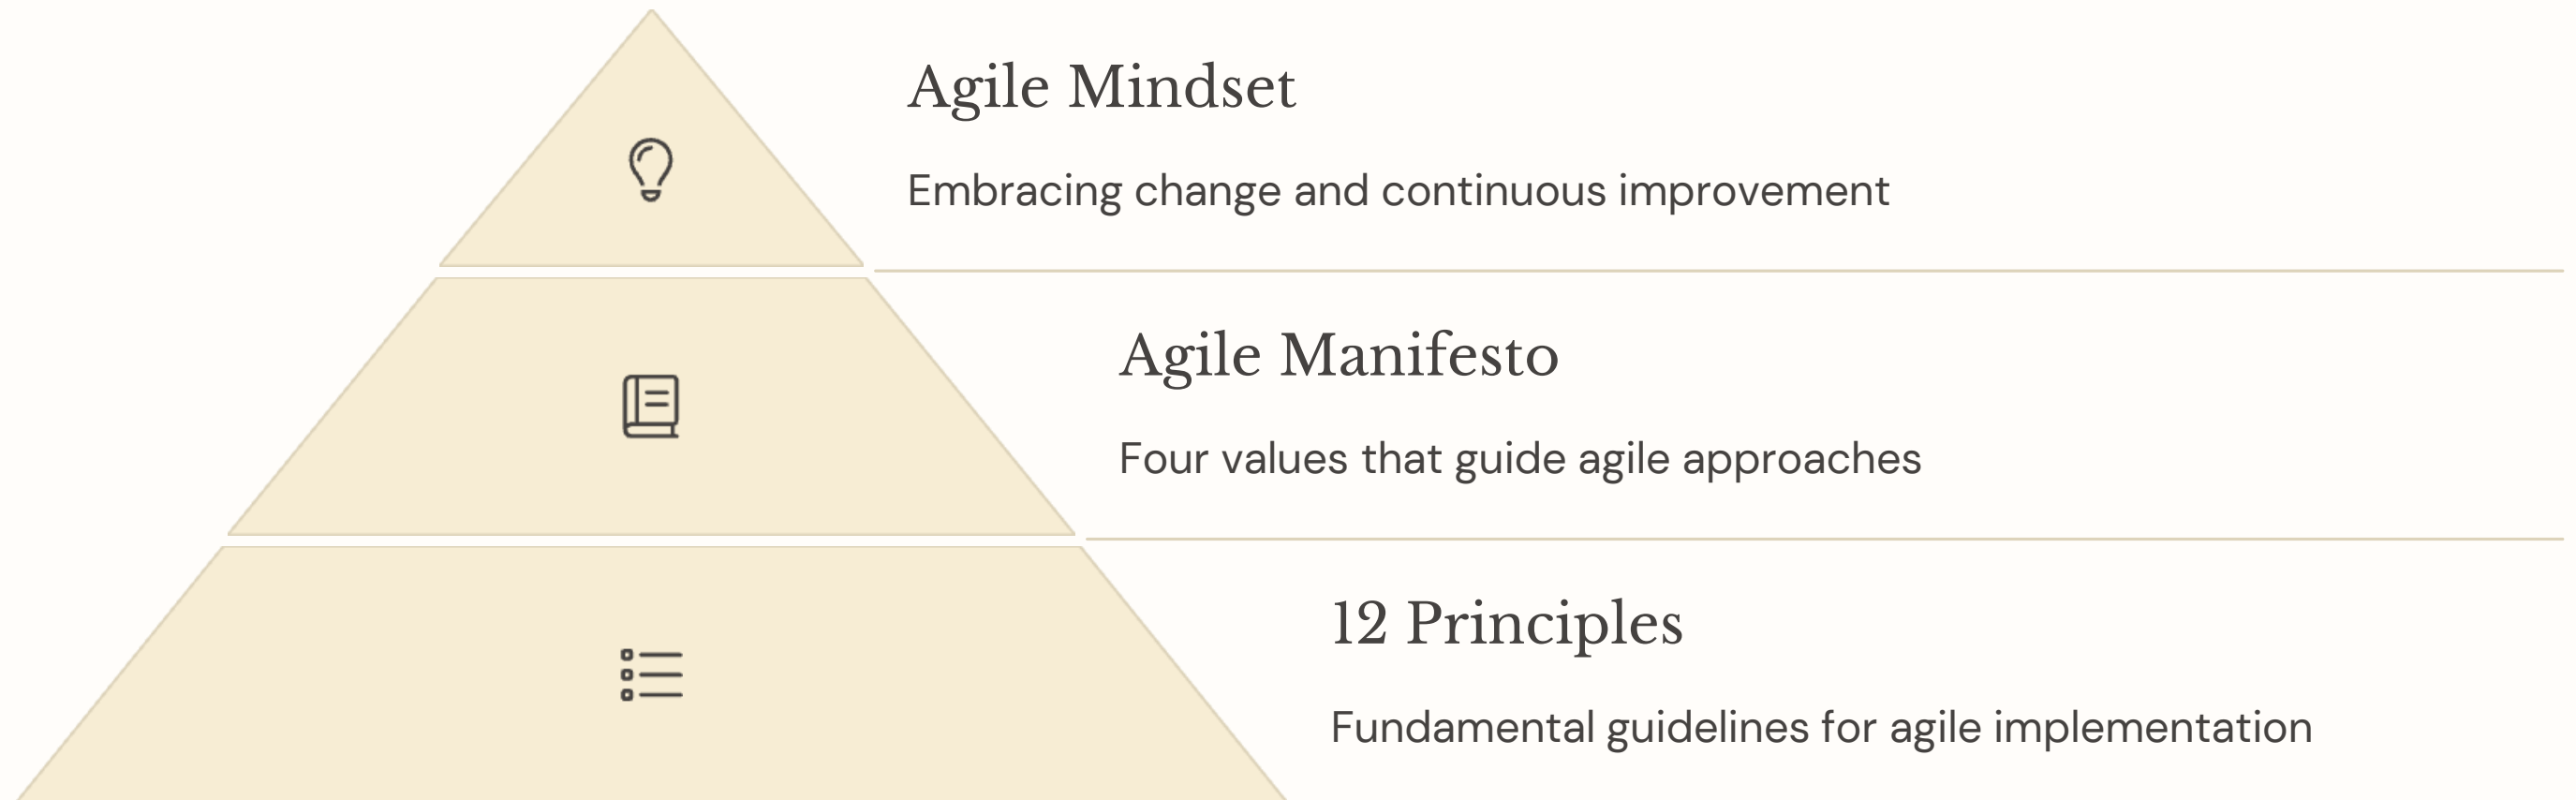 Agile Mindset
Embracing change and continuous improvement
Agile Manifesto
Four values that guide agile approaches
12 Principles
Fundamental guidelines for agile implementation